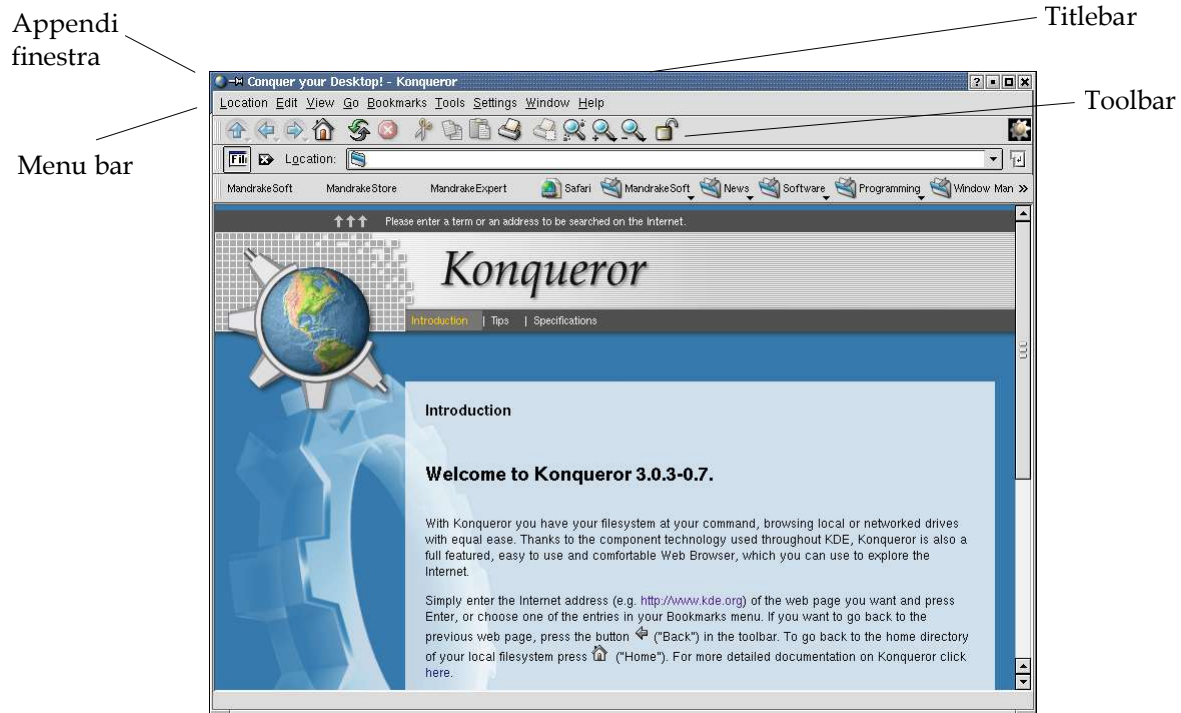 Appendi
finestra
Titlebar
Conquer your Desktop! - Konqueror
Location Edit View Go Bookmarks Tools Settings Window Help
Toolbar
Menu bar
Location:
MandrakeSoft MandrakeStore MandrakeExpert Safari MandrakeSoft News Software Programming Window Man »
Please enter a term or an address to be searched on the Internet.
Konqueror
Introduction | Tips | Specifications
Introduction
Welcome to Konqueror 3.0.3-0.7.
With Konqueror you have your filesystem at your command, browsing local or networked drives
with equal ease. Thanks to the component technology used throughout KDE, Konqueror is also a
full featured, easy to use and comfortable Web Browser, which you can use to explore the
Internet.
Simply enter the Internet address (e.g. http://www.kde.org) of the web page you want and press
Enter, or choose one of the entries in your Bookmarks menu. If you want to go back to the
previous web page, press the button ("Back") in the toolbar. To go back to the home directory
of your local filesystem press ("Home"). For more detailed documentation on Konqueror click
here.